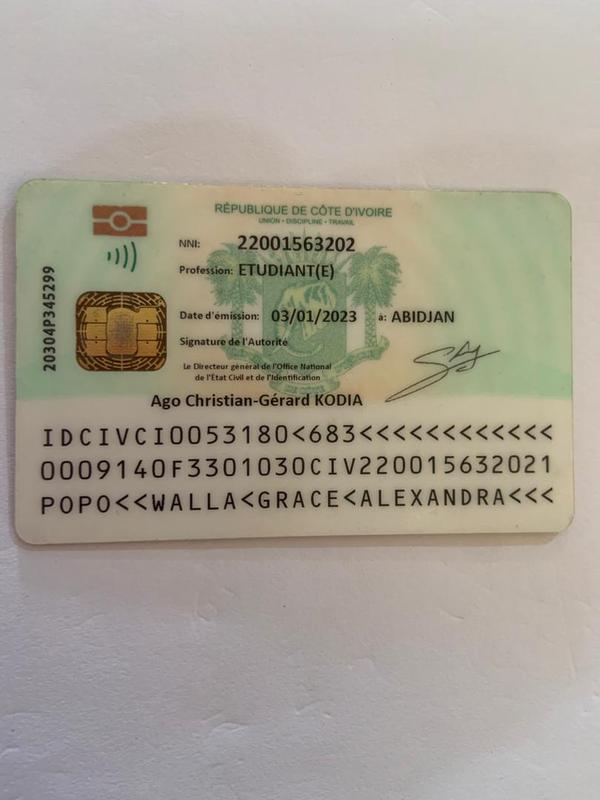 RÉPUBLIQUE DE CÔTE D'IVOIRE
UNION - DISCIPLINE - TRAVAIL
NNI: 22001563202
Profession: ETUDIANT(E)
Date d'émission: 03/01/2023 à: ABIDJAN
Signature de l'Autorité
Le Directeur général de l'Office National
de l'État Civil et de l'Identification
Ago Christian-Gérard KODIA
20304P345299
IDCIVCI0053180<683<<<<<<<<<<<<
0009140F3301030CIV220015632021
POPO<<WALLA<GRACE<ALEXANDRA<<<